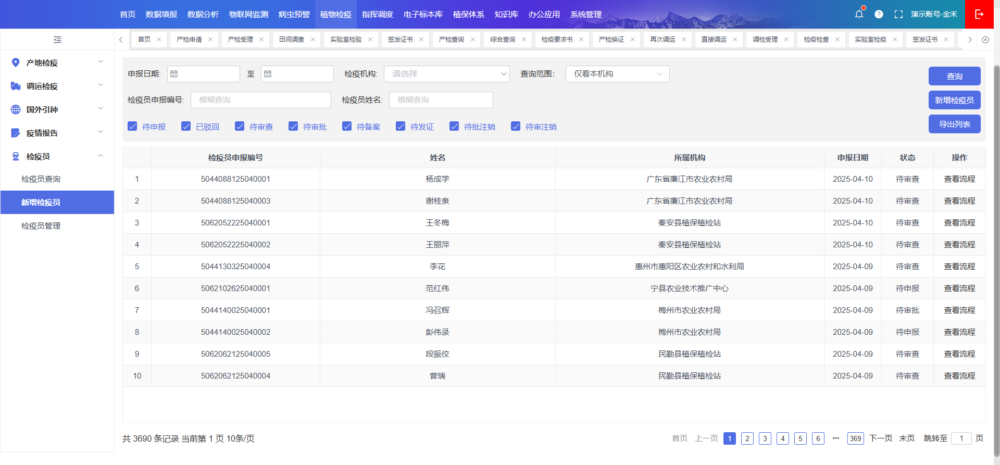 首页 数据填报 数据分析 物联网监测 病虫预警 植物检疫 指挥调度 电子标本库 植保体系 知识库 办公应用 系统管理 演示账号-金禾
首页 产检申请 产检受理 田间调查 实验室检验 签发证书 产检查询 综合查询 检疫要求书 产检换证 再次调运 直接调运 调检受理 检疫检查 实验室检疫 签发证书
产地检疫
调运检疫
国外引种
疫情报告
检疫员
检疫员查询
新增检疫员
检疫员管理
申报日期: 至 检疫机构: 请选择 查询范围: 仅看本机构 查询
检疫员申报编号: 模糊查询 检疫员姓名: 模糊查询 新增检疫员
待申报 已驳回 待审查 待审批 待备案 待发证 待批注销 待审注销 导出列表
检疫员申报编号 姓名 所属机构 申报日期 状态 操作
1 5044088125040001 杨成学 广东省廉江市农业农村局 2025-04-10 待审查 查看流程
2 5044088125040003 谢桂泉 广东省廉江市农业农村局 2025-04-10 待审查 查看流程
3 5062052225040001 王冬梅 秦安县植保植检站 2025-04-10 待审查 查看流程
4 5062052225040002 王丽萍 秦安县植保植检站 2025-04-10 待审查 查看流程
5 5044130325040004 李花 惠州市惠阳区农业农村和水利局 2025-04-09 待审查 查看流程
6 5062102625040001 范红伟 宁县农业技术推广中心 2025-04-09 待申报 查看流程
7 5044140025040001 冯召辉 梅州市农业农村局 2025-04-09 待审批 查看流程
8 5044140025040002 彭伟录 梅州市农业农村局 2025-04-09 待申报 查看流程
9 5062062125040005 段振佼 民勤县植保植检站 2025-04-09 待审查 查看流程
10 5062062125040004 曾瑞 民勤县植保植检站 2025-04-09 待审查 查看流程
共 3690 条记录 当前第 1 页 10条/页 首页 上一页 1 2 3 4 5 6 ••• 369 下一页 末页 跳转至 1 页